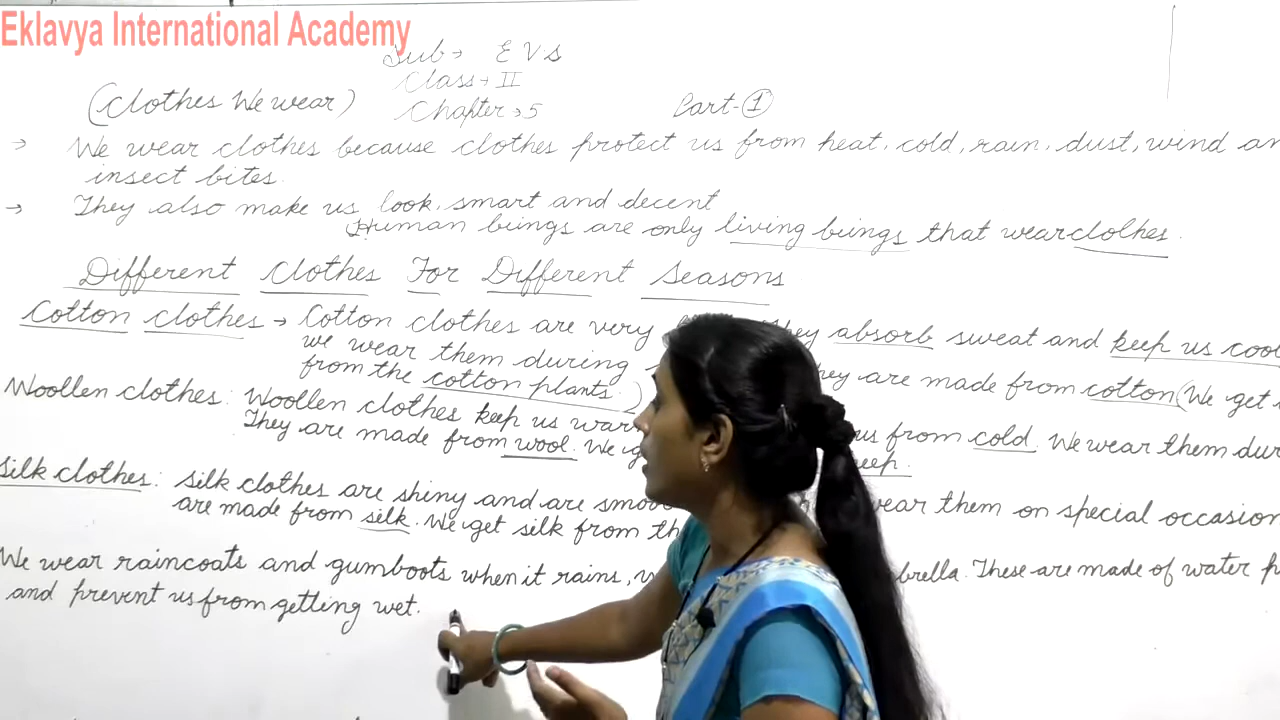 Eklavya International Academy
Sub → E V S
Class → II
(Clothes We wear) Chapter → 5 Part - 1
→ We wear clothes because clothes protect us from heat, cold, rain, dust, wind an
insect bites.
→ They also make us look, smart and decent
Human beings are only living beings that wear clothes.
Different Clothes For Different Seasons
Cotton clothes → Cotton clothes are very They absorb sweat and keep us cool
we wear them during They are made from cotton (We get
from the cotton plants.)
Woollen clothes: Woollen clothes keep us war us from cold. We wear them dur
They are made from wool. We g eep.
Silk clothes: Silk clothes are shiny and are smoo wear them on special occasion
are made from silk. We get silk from th
We wear raincoats and gumboots when it rains, w brella. These are made of water p
and prevent us from getting wet.